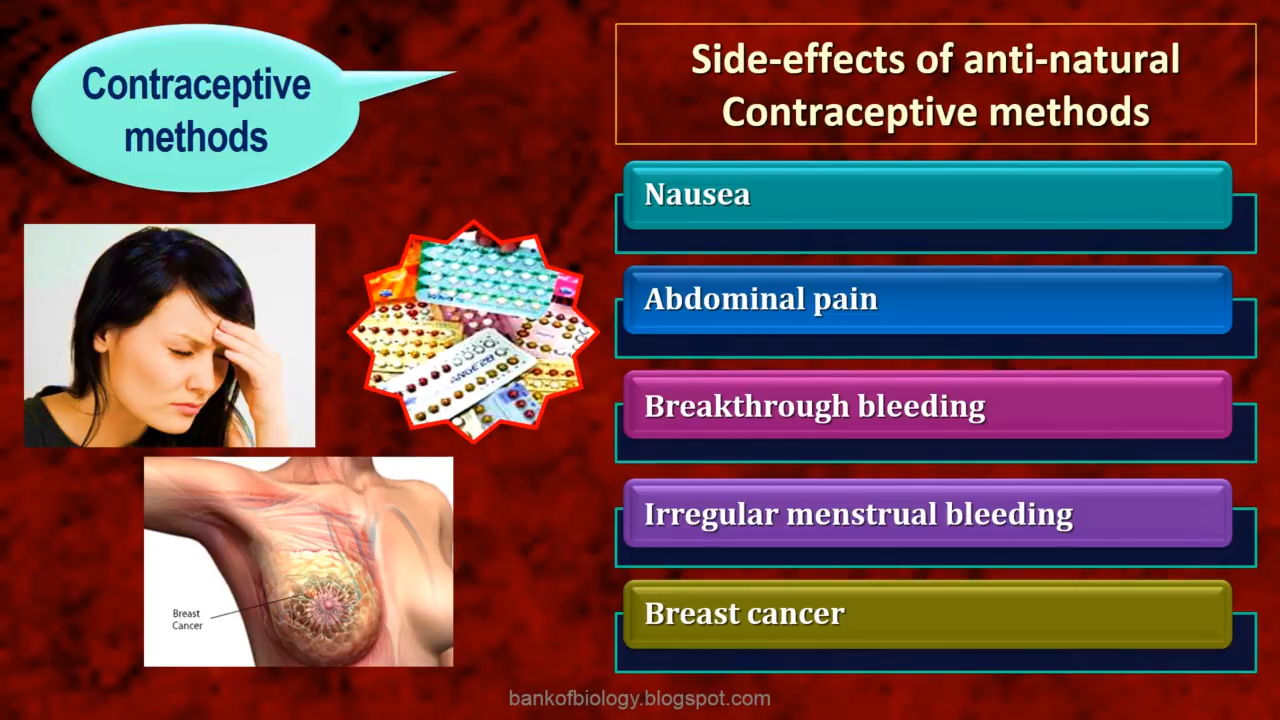 Contraceptive
methods
Side-effects of anti-natural
Contraceptive methods
Nausea
Abdominal pain
Breakthrough bleeding
Irregular menstrual bleeding
Breast cancer
Breast
Cancer
bankofbiology.blogspot.com